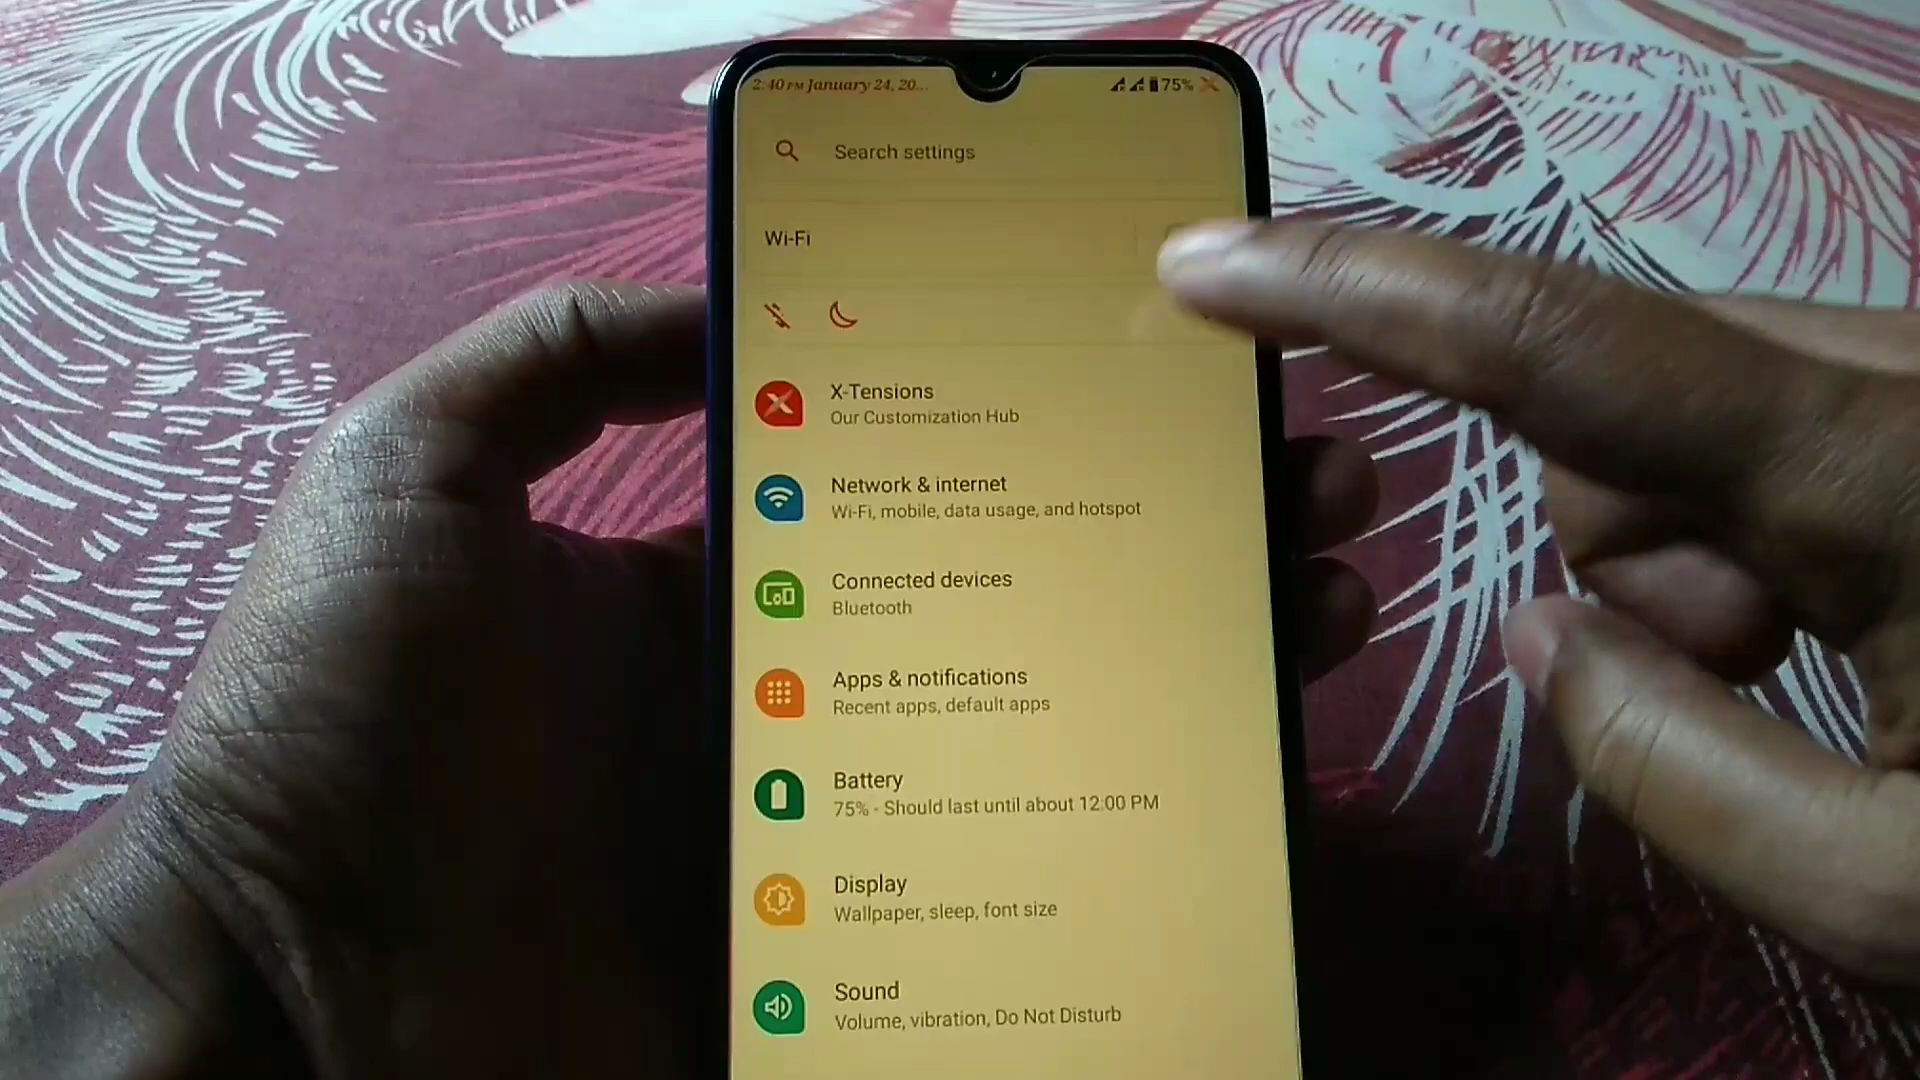 2:40 PM January 24, 20...
75%
Search settings
Wi-Fi
X-Tensions
Our Customization Hub
Network & internet
Wi-Fi, mobile, data usage, and hotspot
Connected devices
Bluetooth
Apps & notifications
Recent apps, default apps
Battery
75% - Should last until about 12:00 PM
Display
Wallpaper, sleep, font size
Sound
Volume, vibration, Do Not Disturb